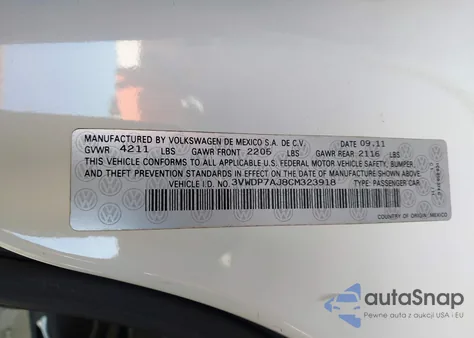 MANUFACTURED BY VOLKSWAGEN DE MEXICO S.A. DE C.V. DATE 09.11
GVWR 4211 LBS GAWR FRONT 2205 LBS GAWR REAR 2116 LBS
THIS VEHICLE CONFORMS TO ALL APPLICABLE U.S. FEDERAL MOTOR VEHICLE SAFETY, BUMPER,
AND THEFT PREVENTION STANDARDS IN EFFECT ON THE DATE OF MANUFACTURE SHOWN ABOVE.
VEHICLE I.D. NO.: 3VWDP7AJ8CM323918 TYPE: PASSENGER CAR
COUNTRY OF ORIGIN: MEXICO
autoSnap
Pewne auta z aukcji USA i EU